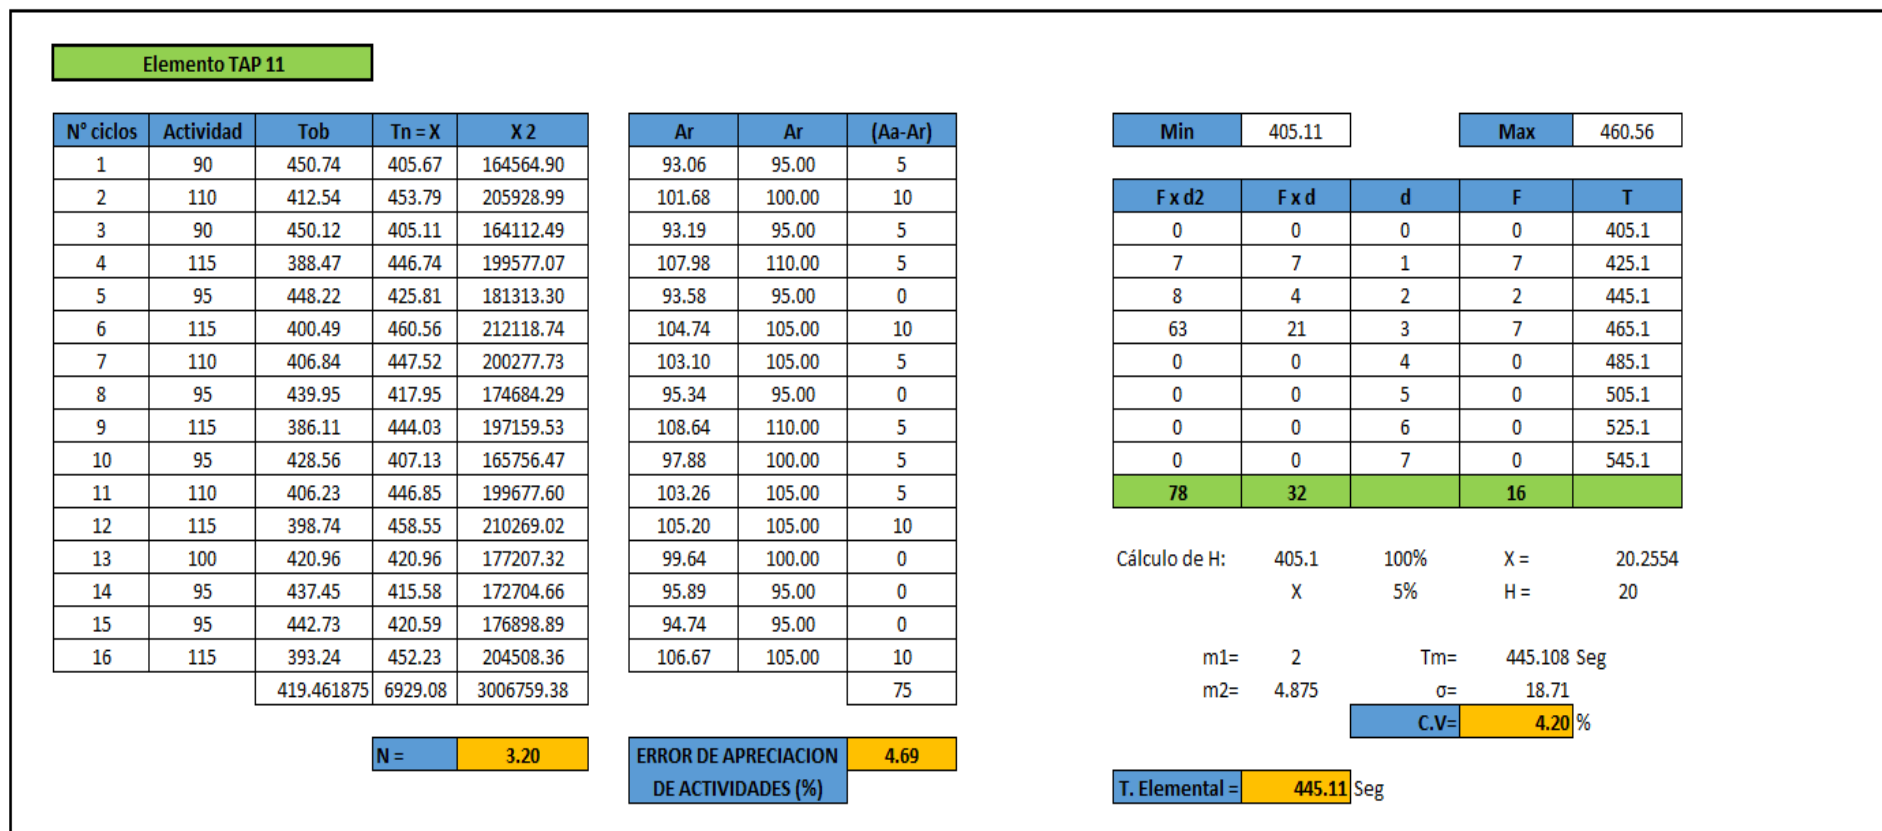 Elemento TAP 11
N° ciclos Actividad Tob Tn = X X 2 Ar Ar (Aa-Ar) Min 405.11 Max 460.56
1 90 450.74 405.67 164564.90 93.06 95.00 5
2 110 412.54 453.79 205928.99 101.68 100.00 10 F x d2 F x d d F T
3 90 450.12 405.11 164112.49 93.19 95.00 5 0 0 0 0 405.1
4 115 388.47 446.74 199577.07 107.98 110.00 5 7 7 1 7 425.1
5 95 448.22 425.81 181313.30 93.58 95.00 0 8 4 2 2 445.1
6 115 400.49 460.56 212118.74 104.74 105.00 10 63 21 3 7 465.1
7 110 406.84 447.52 200277.73 103.10 105.00 5 0 0 4 0 485.1
8 95 439.95 417.95 174684.29 95.34 95.00 0 0 0 5 0 505.1
9 115 386.11 444.03 197159.53 108.64 110.00 5 0 0 6 0 525.1
10 95 428.56 407.13 165756.47 97.88 100.00 5 0 0 7 0 545.1
11 110 406.23 446.85 199677.60 103.26 105.00 5 78 32 16
12 115 398.74 458.55 210269.02 105.20 105.00 10
13 100 420.96 420.96 177207.32 99.64 100.00 0 Cálculo de H: 405.1 100% X = 20.2554
14 95 437.45 415.58 172704.66 95.89 95.00 0 X 5% H = 20
15 95 442.73 420.59 176898.89 94.74 95.00 0
16 115 393.24 452.23 204508.36 106.67 105.00 10 m1= 2 Tm= 445.108 Seg
419.461875 6929.08 3006759.38 75 m2= 4.875 σ= 18.71
C.V= 4.20 %
N = 3.20 ERROR DE APRECIACION 4.69
DE ACTIVIDADES (%) T. Elemental = 445.11 Seg